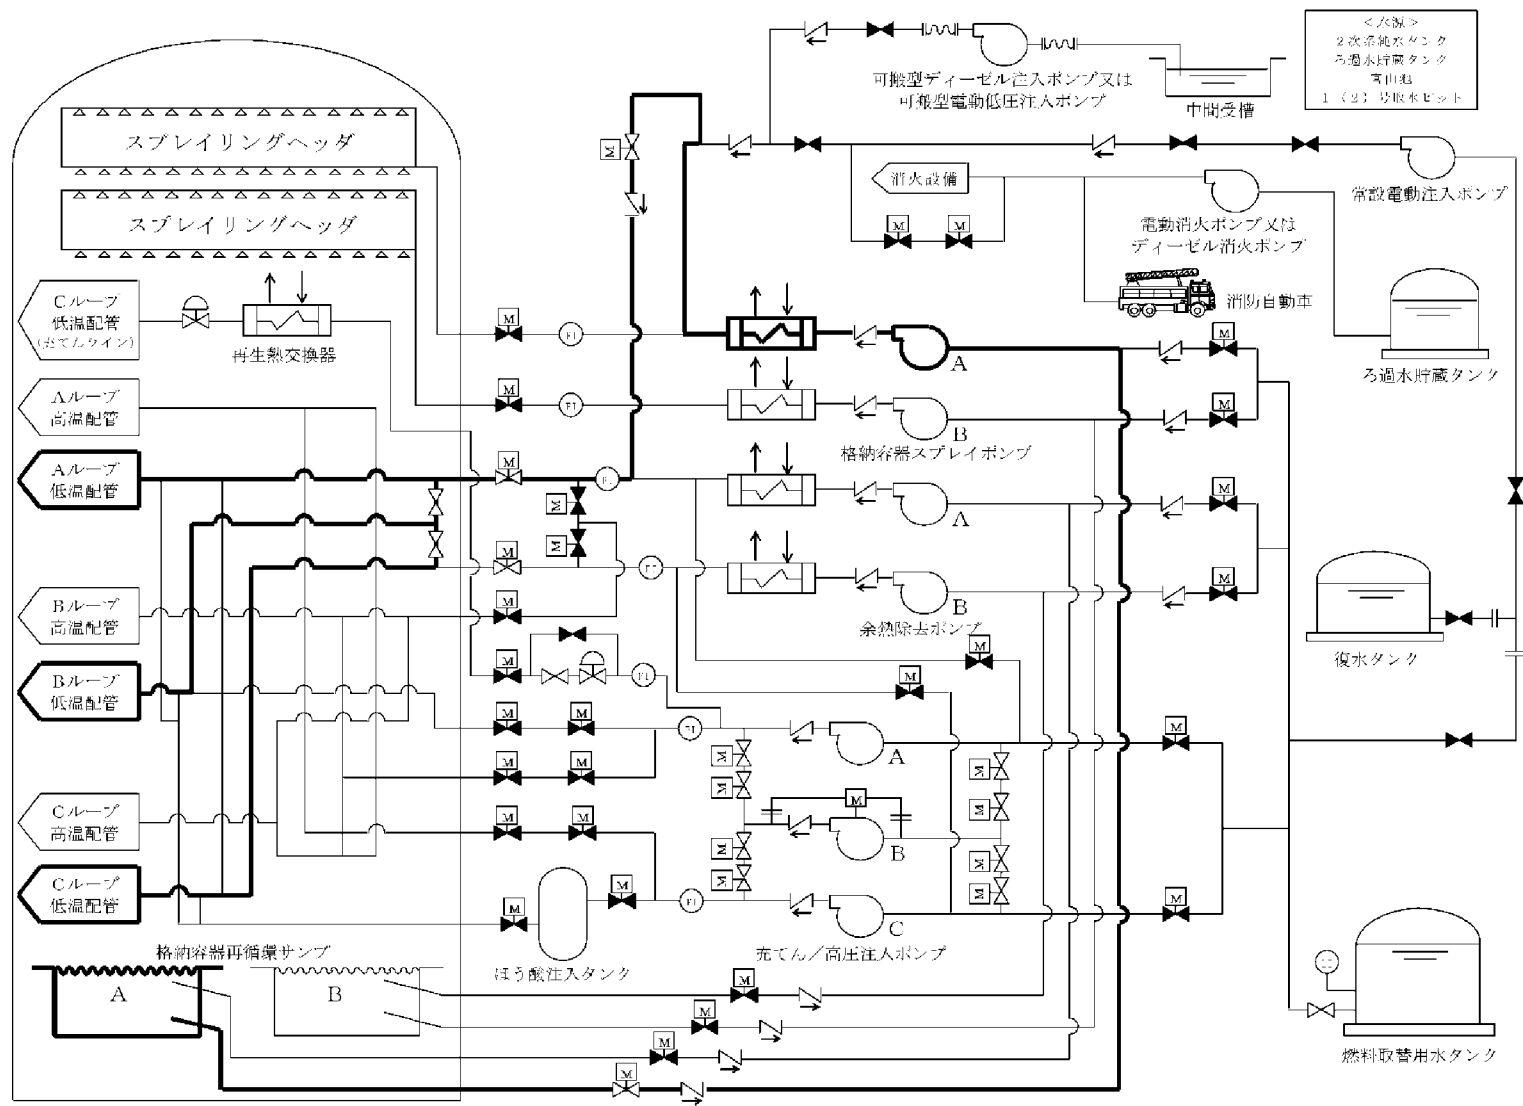 <水源>
2次系純水タンク
ろ過水貯蔵タンク
宮山池
1(2)号取水ピット
可搬型ディーゼル注入ポンプ又は
可搬型電動低圧注入ポンプ
中間受槽
スプレイリングヘッダ
スプレイリングヘッダ
M
消火設備
常設電動注入ポンプ
M
M
電動消火ポンプ又は
ディーゼル消火ポンプ
消防自動車
ろ過水貯蔵タンク
Cループ
低温配管
(充てんライン)
再生熱交換器
M
FI
A
M
Aループ
高温配管
M
FI
B
M
格納容器スプレイポンプ
Aループ
低温配管
M
FI
M
A
M
M
M
FI
B
M
余熱除去ポンプ
Bループ
高温配管
M
M
復水タンク
Bループ
低温配管
M
FI
M
M
M
FI
A
M
M
M
M
M
M
Cループ
高温配管
M
M
M
B
M
M
M
M
M
Cループ
低温配管
M
M
FI
C
M
ほう酸注入タンク
充てん/高圧注入ポンプ
格納容器再循環サンプ
A
B
M
M
M
M
燃料取替用水タンク